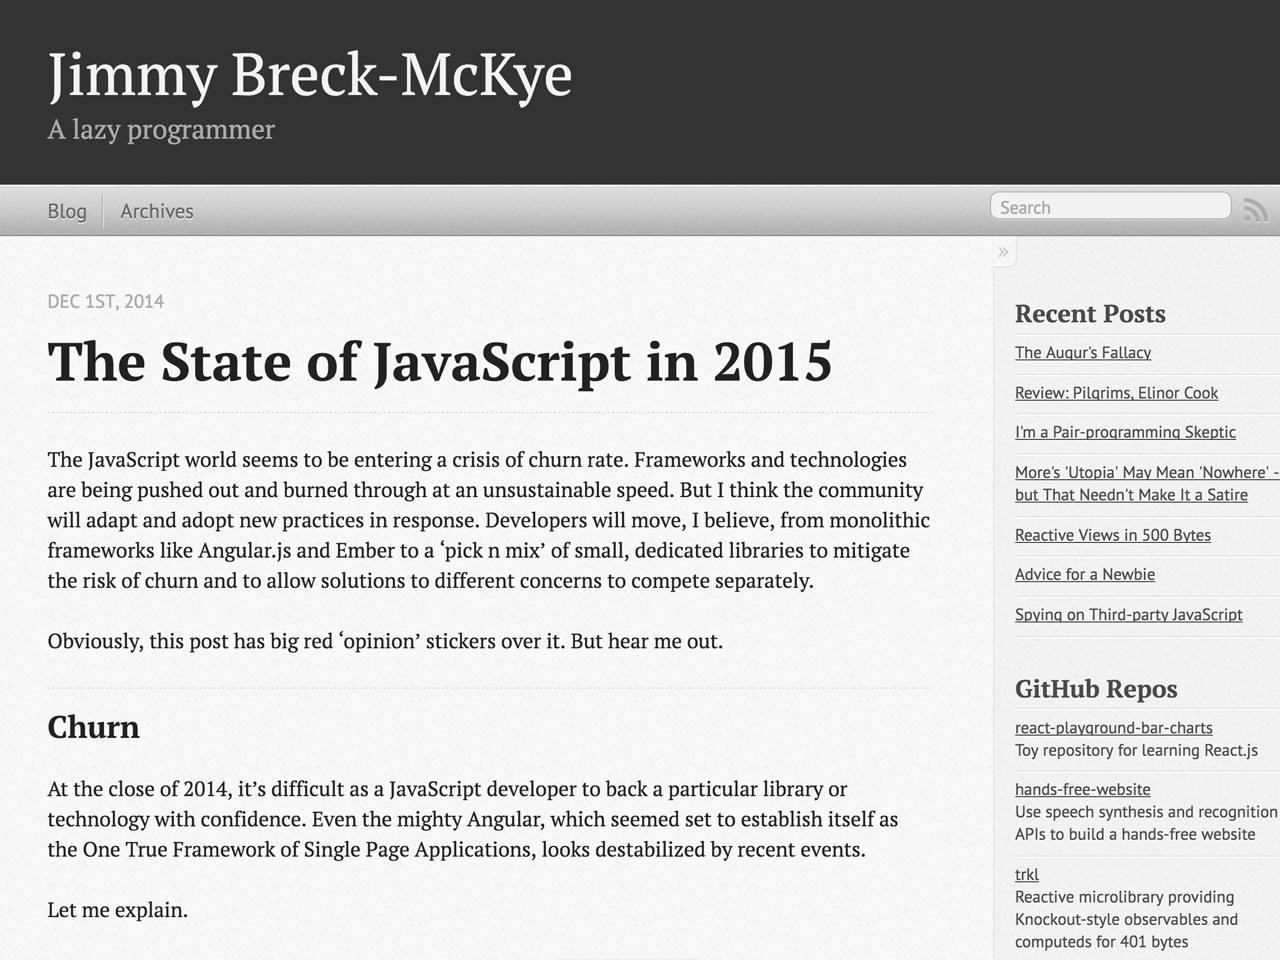 Jimmy Breck-McKye
A lazy programmer
Blog
Archives
Search
»
DEC 1ST, 2014
The State of JavaScript in 2015
The JavaScript world seems to be entering a crisis of churn rate. Frameworks and technologies
are being pushed out and burned through at an unsustainable speed. But I think the community
will adapt and adopt new practices in response. Developers will move, I believe, from monolithic
frameworks like Angular.js and Ember to a ‘pick n mix’ of small, dedicated libraries to mitigate
the risk of churn and to allow solutions to different concerns to compete separately.
Obviously, this post has big red ‘opinion’ stickers over it. But hear me out.
Churn
At the close of 2014, it’s difficult as a JavaScript developer to back a particular library or
technology with confidence. Even the mighty Angular, which seemed set to establish itself as
the One True Framework of Single Page Applications, looks destabilized by recent events.
Let me explain.
Recent Posts
The Augur's Fallacy
Review: Pilgrims, Elinor Cook
I'm a Pair-programming Skeptic
More's 'Utopia' May Mean 'Nowhere' -
but That Needn't Make It a Satire
Reactive Views in 500 Bytes
Advice for a Newbie
Spying on Third-party JavaScript
GitHub Repos
react-playground-bar-charts
Toy repository for learning React.js
hands-free-website
Use speech synthesis and recognition
APIs to build a hands-free website
trkl
Reactive microlibrary providing
Knockout-style observables and
computeds for 401 bytes